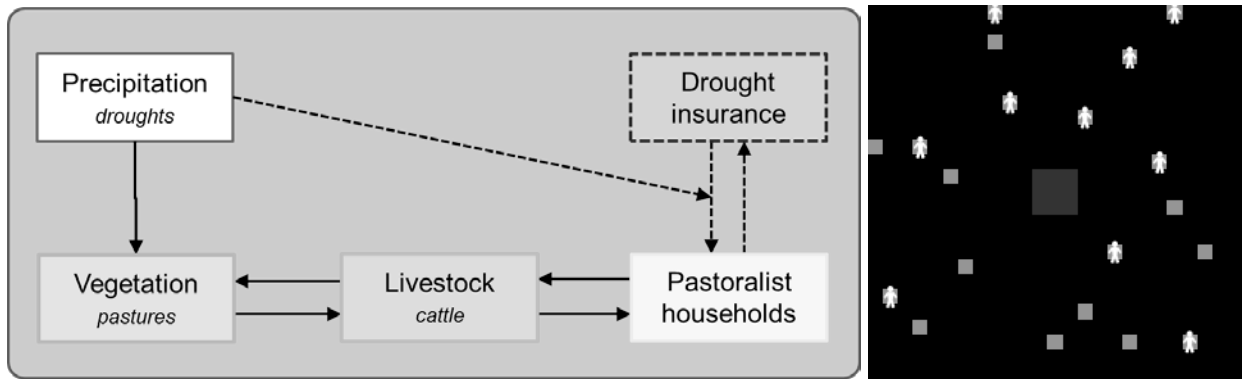 Precipitation
droughts
Drought
insurance
Vegetation
pastures
Livestock
cattle
Pastoralist
households